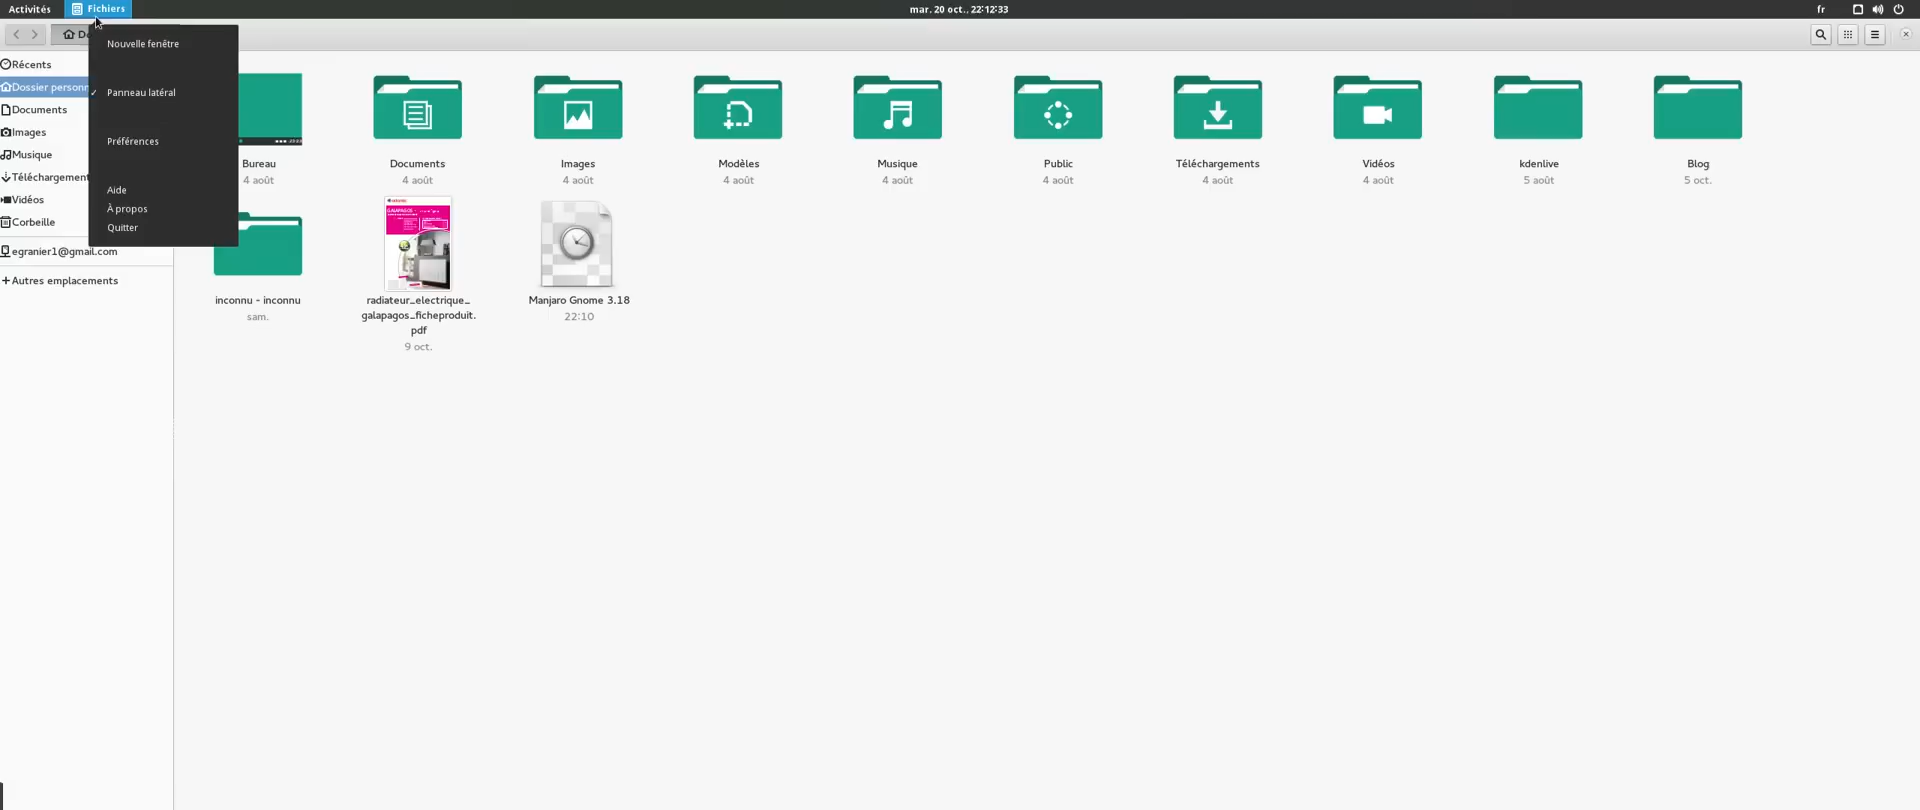 Activités
Fichiers
mar. 20 oct., 22:12:33
fr
Nouvelle fenêtre
Panneau latéral
Préférences
Aide
À propos
Quitter
Récents
Documents
Images
Musique
Vidéos
Corbeille
egranier1@gmail.com
Autres emplacements
Bureau
4 août
Documents
4 août
Images
4 août
Modèles
4 août
Musique
4 août
Public
4 août
Téléchargements
4 août
Vidéos
4 août
kdenlive
5 août
Blog
5 oct.
inconnu - inconnu
sam.
radiateur_electrique_
galapagos_ficheproduit.
pdf
9 oct.
Manjaro Gnome 3.18
22:10